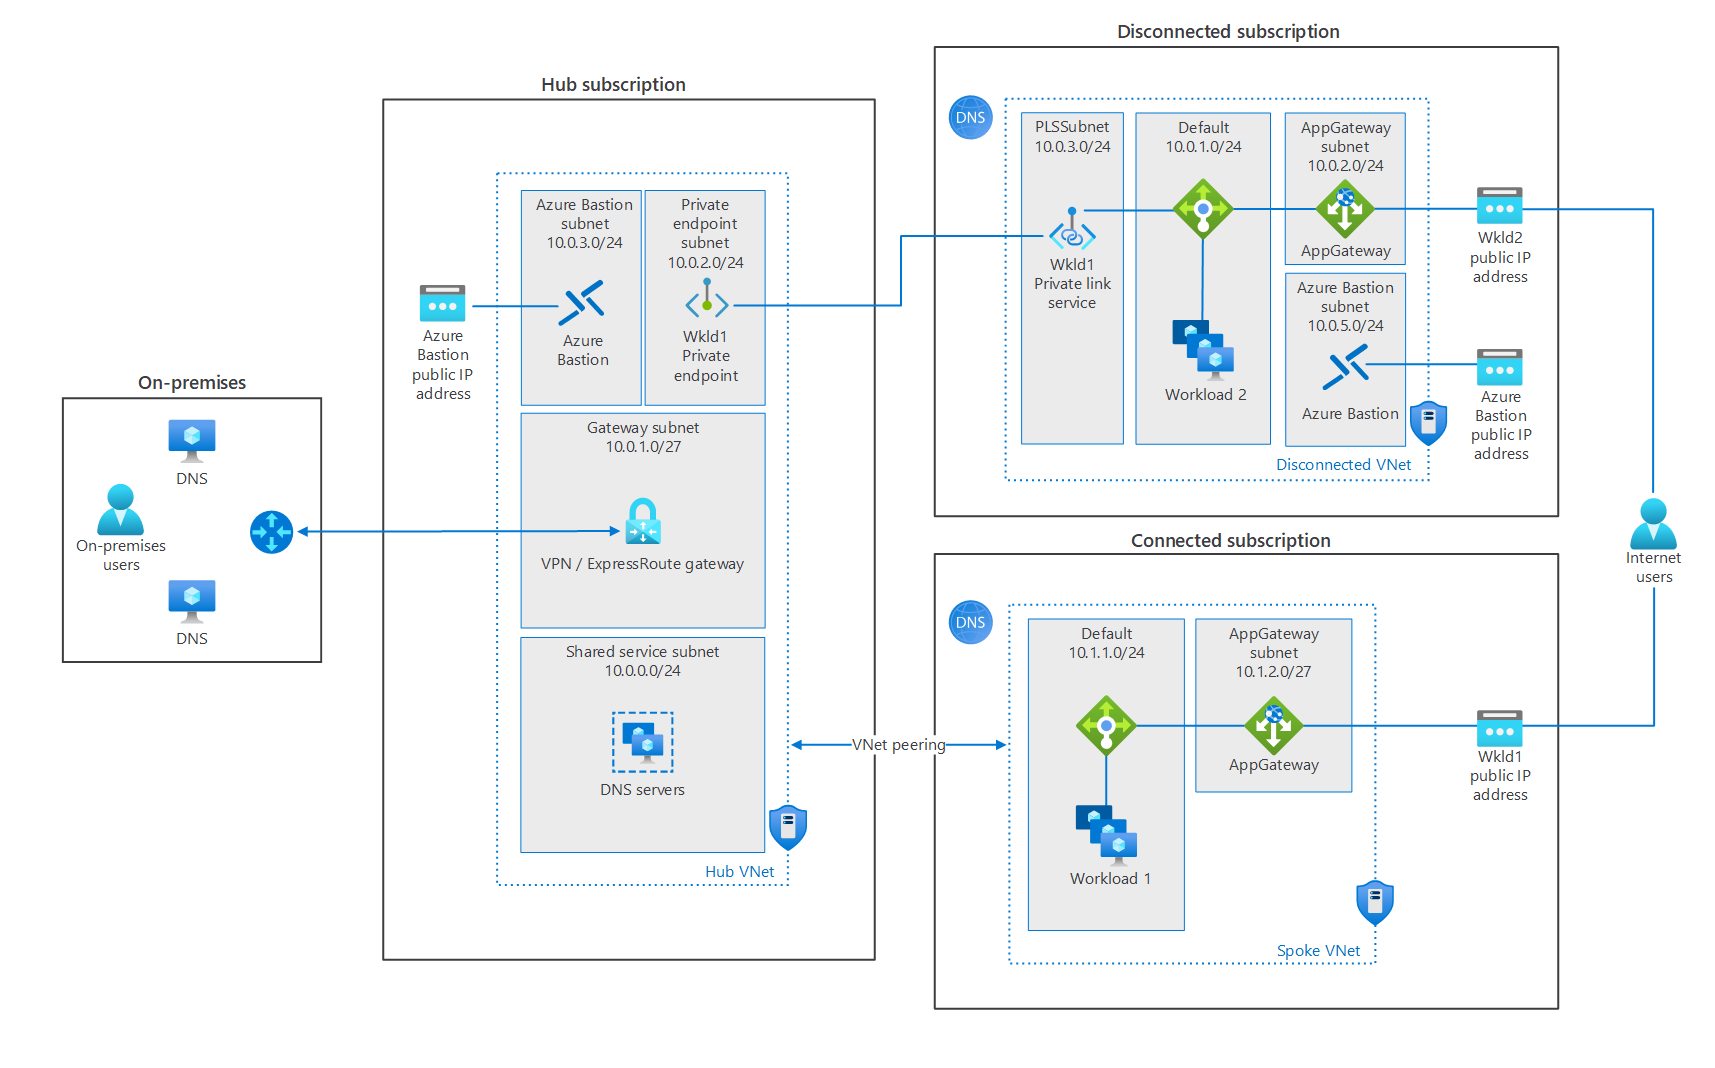 Disconnected subscription
Hub subscription
DNS
PLSSubnet
10.0.3.0/24
Default
10.0.1.0/24
AppGateway
subnet
10.0.2.0/24
AppGateway
Wkld1
Private link
service
Workload 2
Azure Bastion
subnet
10.0.5.0/24
Azure Bastion
Disconnected VNet
Wkld2
public IP
address
Azure
Bastion
public IP
address
Azure Bastion
subnet
10.0.3.0/24
Azure
Bastion
Private
endpoint
subnet
10.0.2.0/24
Wkld1
Private
endpoint
Azure
Bastion
public IP
address
On-premises
DNS
On-premises
users
DNS
Gateway subnet
10.0.1.0/27
VPN / ExpressRoute gateway
Shared service subnet
10.0.0.0/24
DNS servers
Hub VNet
VNet peering
Connected subscription
DNS
Default
10.1.1.0/24
Workload 1
AppGateway
subnet
10.1.2.0/27
AppGateway
Spoke VNet
Wkld1
public IP
address
Internet
users